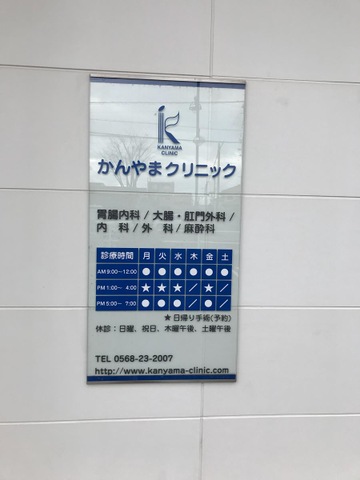 KANYAMA
CLINIC
かんやまクリニック
胃腸内科 / 大腸・肛門外科 /
内 科 / 外 科 / 麻酔科
診療時間 月 火 水 木 金 土
AM 9:00~12:00 ● ● ● ● ● ●
PM 1:00~ 4:00 ★ ★ ★ / ★ /
PM 5:00~ 7:00 ● ● ● / ● /
★ 日帰り手術(予約)
休診:日曜、祝日、木曜午後、土曜午後
TEL 0568-23-2007
http://www.kanyama-clinic.com